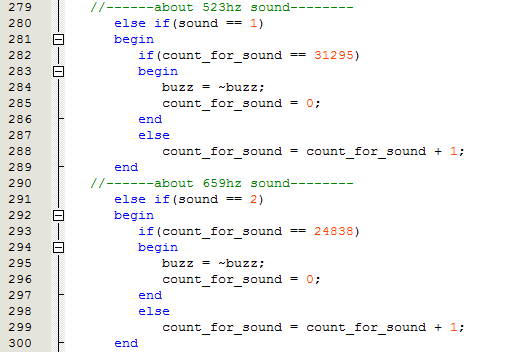 279 //------about 523hz sound--------
280 else if(sound == 1)
281 begin
282 if(count_for_sound == 31295)
283 begin
284 buzz = ~buzz;
285 count_for_sound = 0;
286 end
287 else
288 count_for_sound = count_for_sound + 1;
289 end
290 //------about 659hz sound--------
291 else if(sound == 2)
292 begin
293 if(count_for_sound == 24838)
294 begin
295 buzz = ~buzz;
296 count_for_sound = 0;
297 end
298 else
299 count_for_sound = count_for_sound + 1;
300 end